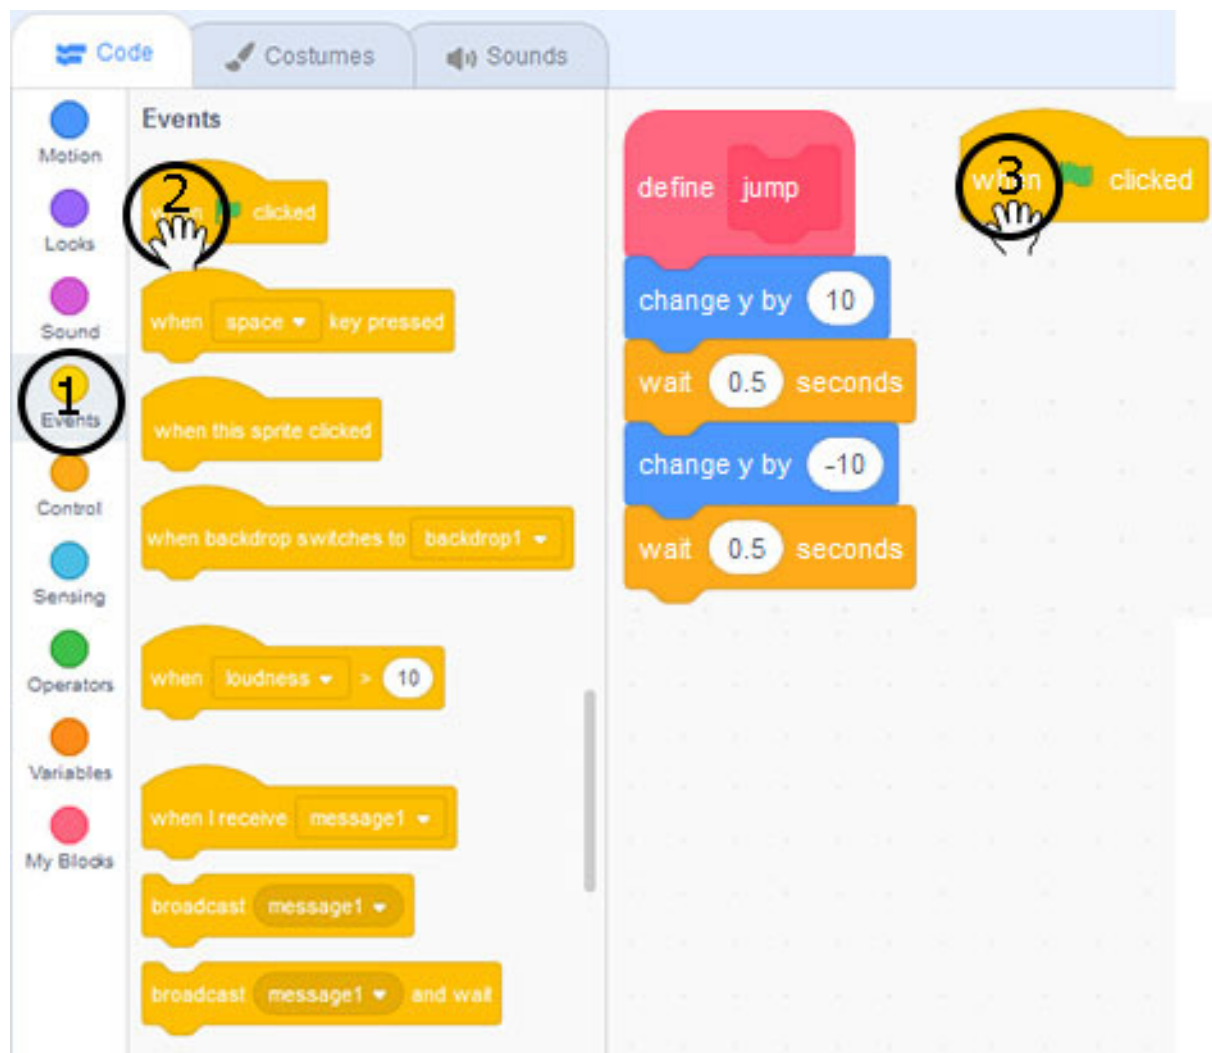 Code
Costumes
Sounds
Motion
Looks
Sound
1
Events
Control
Sensing
Operators
Variables
My Blocks
Events
2
when clicked
when space key pressed
when this sprite clicked
when backdrop switches to backdrop1
when loudness > 10
when I receive message1
broadcast message1
broadcast message1 and wait
define jump
change y by 10
wait 0.5 seconds
change y by -10
wait 0.5 seconds
3
when clicked